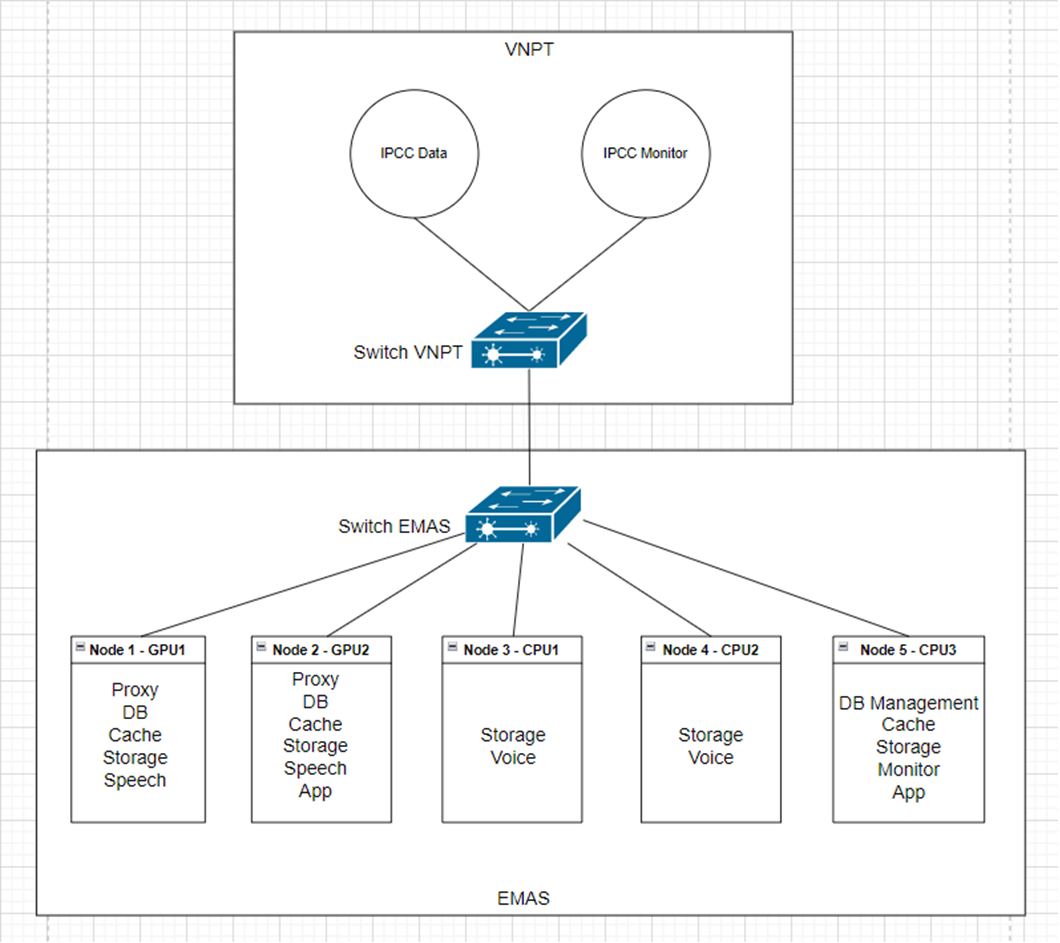 VNPT
IPCC Data
IPCC Monitor
Switch VNPT
Switch EMAS
Node 1 - GPU1
Proxy
DB
Cache
Storage
Speech
Node 2 - GPU2
Proxy
DB
Cache
Storage
Speech
App
Node 3 - CPU1
Storage
Voice
Node 4 - CPU2
Storage
Voice
Node 5 - CPU3
DB Management
Cache
Storage
Monitor
App
EMAS